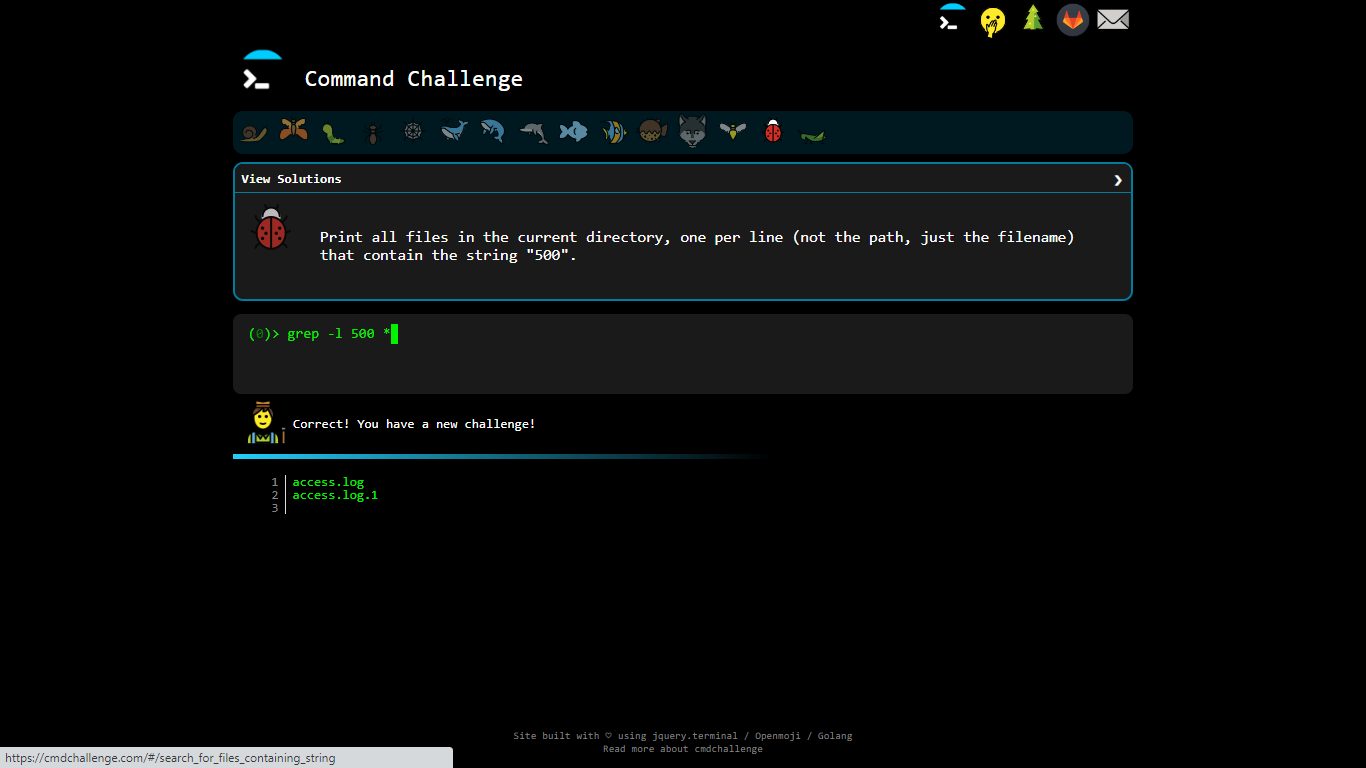 Command Challenge
View Solutions
Print all files in the current directory, one per line (not the path, just the filename)
that contain the string "500".
(0)> grep -l 500 *
Correct! You have a new challenge!
1 access.log
2 access.log.1
3
Site built with ♡ using jquery.terminal / Openmoji / Golang
Read more about cmdchallenge
https://cmdchallenge.com/#/search_for_files_containing_string